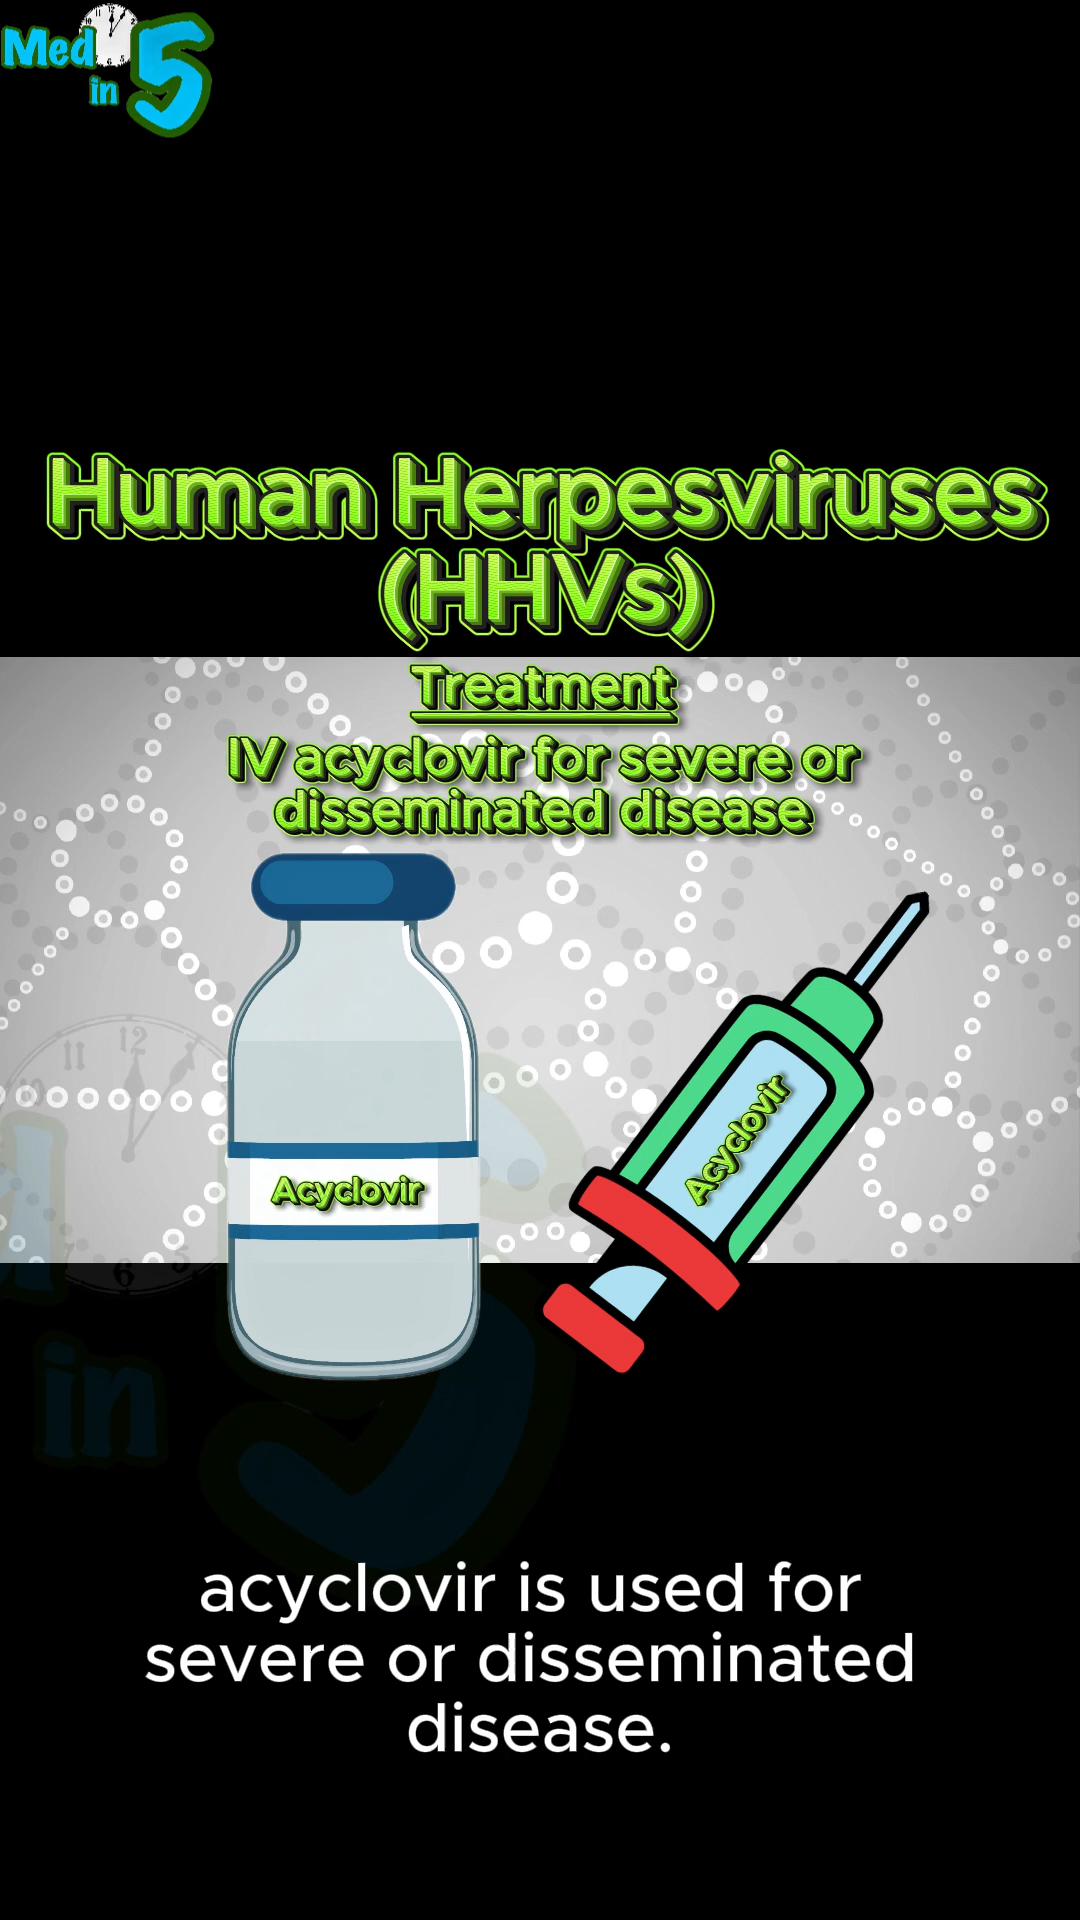 Med
in 5
Human Herpesviruses
(HHVs)
Treatment
IV acyclovir for severe or
disseminated disease
Acyclovir
Acyclovir
acyclovir is used for
severe or disseminated
disease.